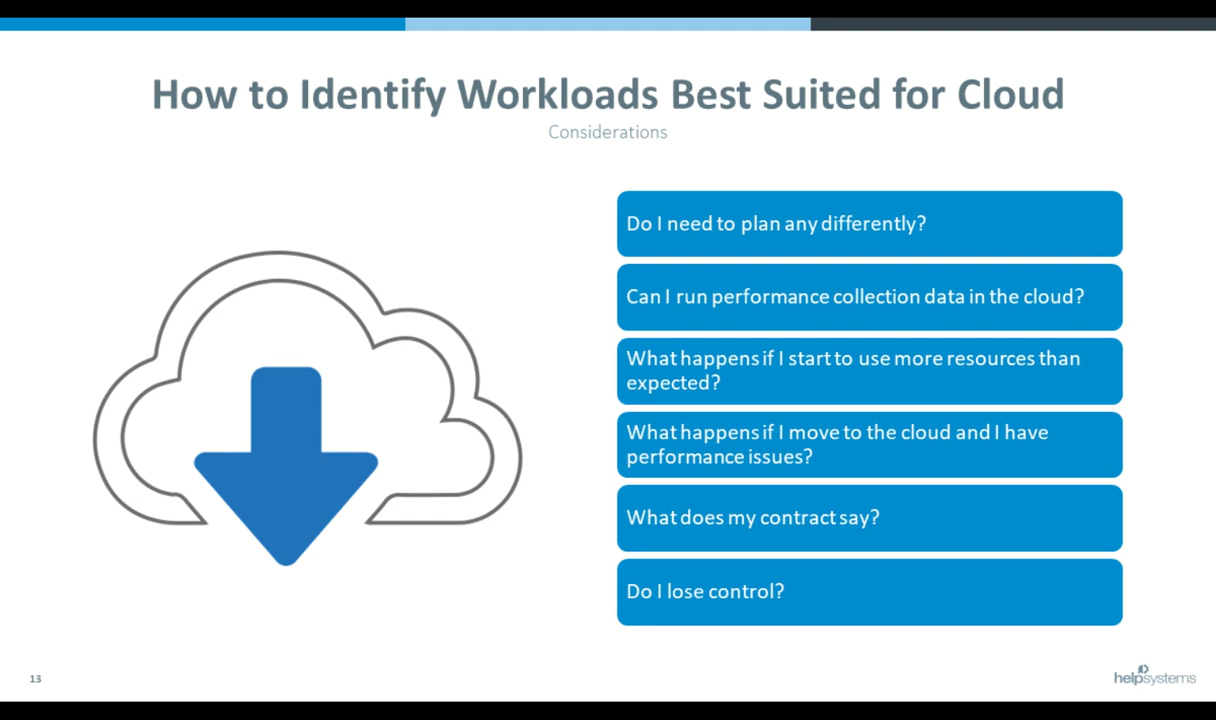 How to Identify Workloads Best Suited for Cloud
Considerations
Do I need to plan any differently?
Can I run performance collection data in the cloud?
What happens if I start to use more resources than
expected?
What happens if I move to the cloud and I have
performance issues?
What does my contract say?
Do I lose control?
13
helpsystems